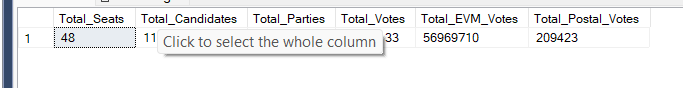 Total_Seats Total_Candidates Total_Parties Total_Votes Total_EVM_Votes Total_Postal_Votes
1 48 11 Click to select the whole column 33 56969710 209423